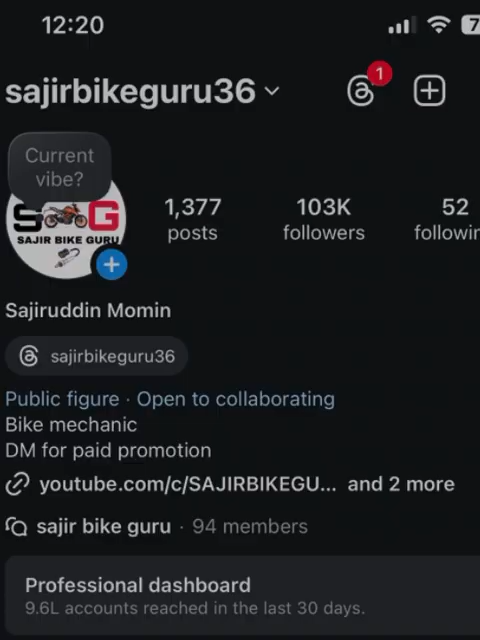 12:20
7
sajirbikeguru36
1
Current
vibe?
S G
SAJIR BIKE GURU
1,377
posts
103K
followers
52
followin
Sajiruddin Momin
sajirbikeguru36
Public figure · Open to collaborating
Bike mechanic
DM for paid promotion
youtube.com/c/SAJIRBIKEGU... and 2 more
sajir bike guru · 94 members
Professional dashboard
9.6L accounts reached in the last 30 days.